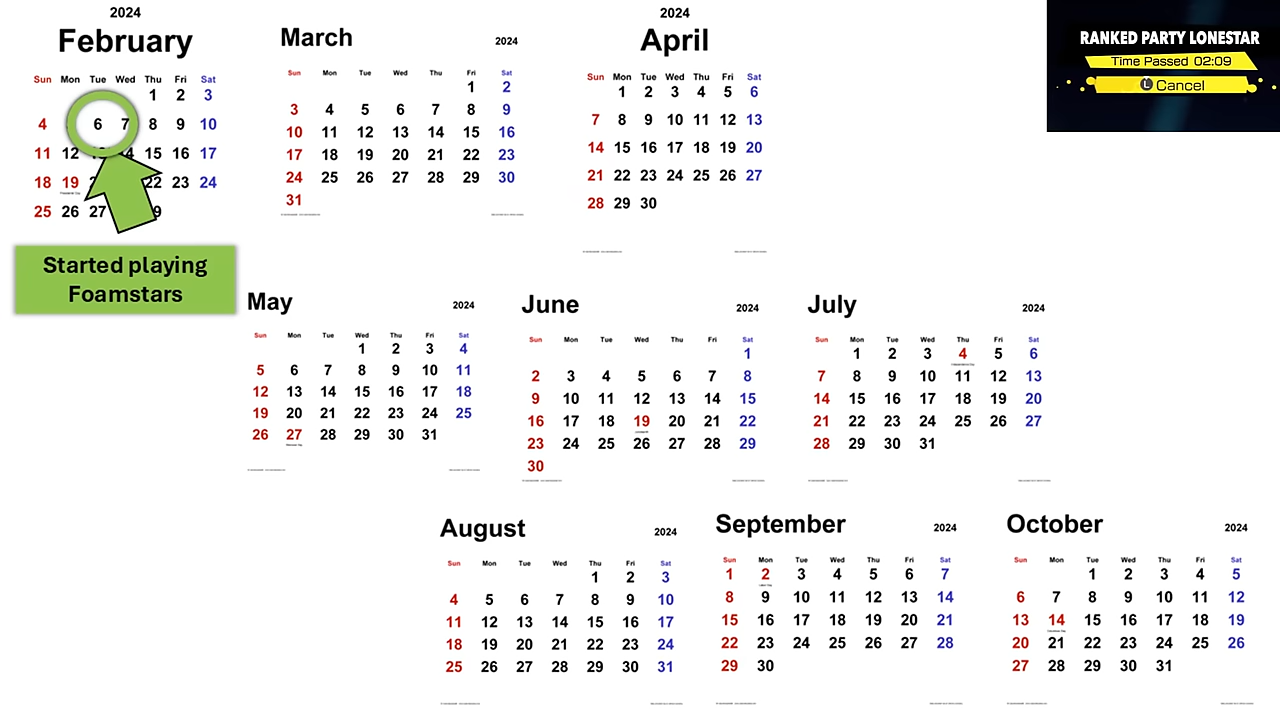 2024
February
Sun Mon Tue Wed Thu Fri Sat
1 2 3
4 6 7 8 9 10
11 12 14 15 16 17
18 19 22 23 24
25 26 27
Started playing
Foamstars
March
2024
Sun Mon Tue Wed Thu Fri Sat
1 2
3 4 5 6 7 8 9
10 11 12 13 14 15 16
17 18 19 20 21 22 23
24 25 26 27 28 29 30
31
2024
April
Sun Mon Tue Wed Thu Fri Sat
1 2 3 4 5 6
7 8 9 10 11 12 13
14 15 16 17 18 19 20
21 22 23 24 25 26 27
28 29 30
RANKED PARTY LONESTAR
Time Passed 02:09
L Cancel
May
2024
Sun Mon Tue Wed Thu Fri Sat
1 2 3 4
5 6 7 8 9 10 11
12 13 14 15 16 17 18
19 20 21 22 23 24 25
26 27 28 29 30 31
June
2024
Sun Mon Tue Wed Thu Fri Sat
1
2 3 4 5 6 7 8
9 10 11 12 13 14 15
16 17 18 19 20 21 22
23 24 25 26 27 28 29
30
July
2024
Sun Mon Tue Wed Thu Fri Sat
1 2 3 4 5 6
7 8 9 10 11 12 13
14 15 16 17 18 19 20
21 22 23 24 25 26 27
28 29 30 31
August
2024
Sun Mon Tue Wed Thu Fri Sat
1 2 3
4 5 6 7 8 9 10
11 12 13 14 15 16 17
18 19 20 21 22 23 24
25 26 27 28 29 30 31
September
2024
Sun Mon Tue Wed Thu Fri Sat
1 2 3 4 5 6 7
8 9 10 11 12 13 14
15 16 17 18 19 20 21
22 23 24 25 26 27 28
29 30
October
2024
Sun Mon Tue Wed Thu Fri Sat
1 2 3 4 5
6 7 8 9 10 11 12
13 14 15 16 17 18 19
20 21 22 23 24 25 26
27 28 29 30 31